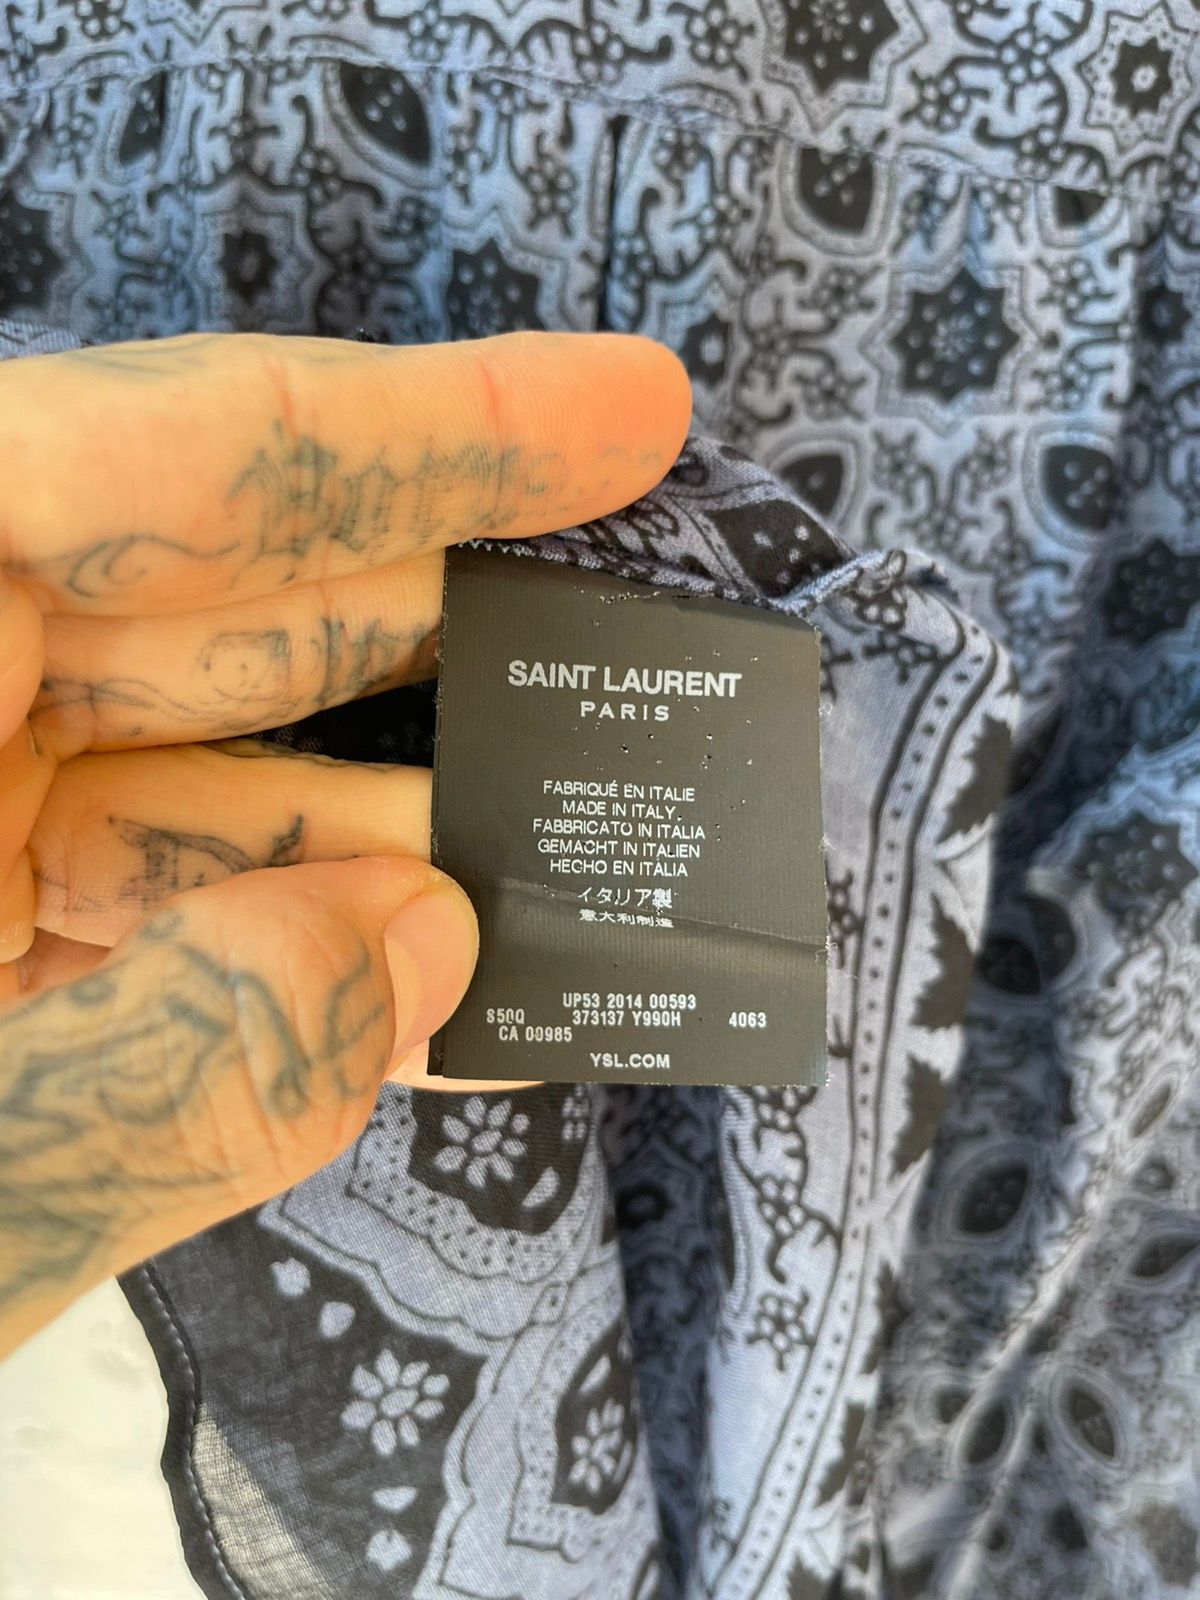 SAINT LAURENT
PARIS
FABRIQUÉ EN ITALIE
MADE IN ITALY
FABBRICATO IN ITALIA
GEMACHT IN ITALIEN
HECHO EN ITALIA
イタリア製
意大利制造
UP53 2014 00593
S50Q 373137 Y990H 4063
CA 00985
YSL.COM